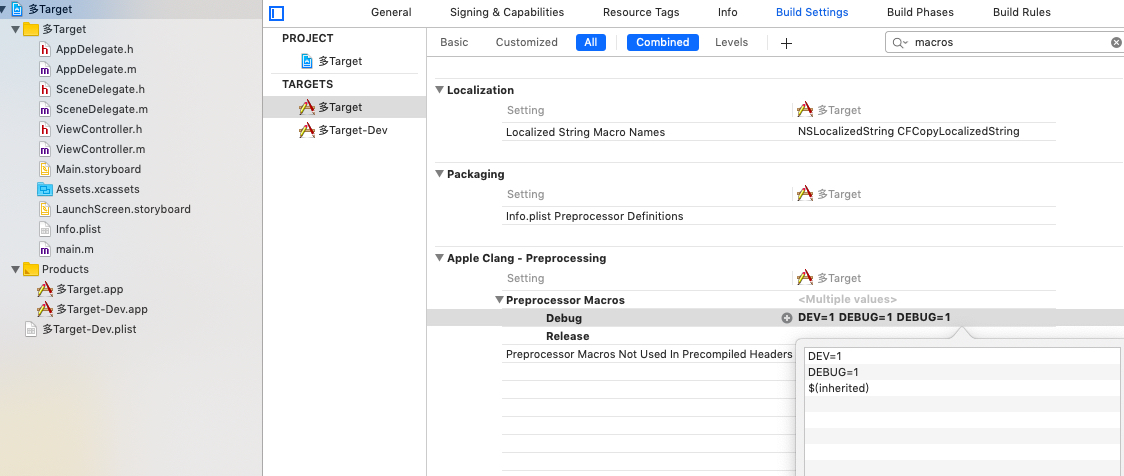 多Target
多Target
AppDelegate.h
AppDelegate.m
SceneDelegate.h
SceneDelegate.m
ViewController.h
ViewController.m
Main.storyboard
Assets.xcassets
LaunchScreen.storyboard
Info.plist
main.m
Products
多Target.app
多Target-Dev.app
多Target-Dev.plist
General Signing & Capabilities Resource Tags Info Build Settings Build Phases Build Rules
PROJECT
多Target
TARGETS
多Target
多Target-Dev
Basic Customized All Combined Levels + macros
Localization
Setting 多Target
Localized String Macro Names NSLocalizedString CFCopyLocalizedString
Packaging
Setting 多Target
Info.plist Preprocessor Definitions
Apple Clang - Preprocessing
Setting 多Target
Preprocessor Macros <Multiple values>
Debug DEV=1 DEBUG=1 DEBUG=1
Release
Preprocessor Macros Not Used In Precompiled Headers
DEV=1
DEBUG=1
$(inherited)